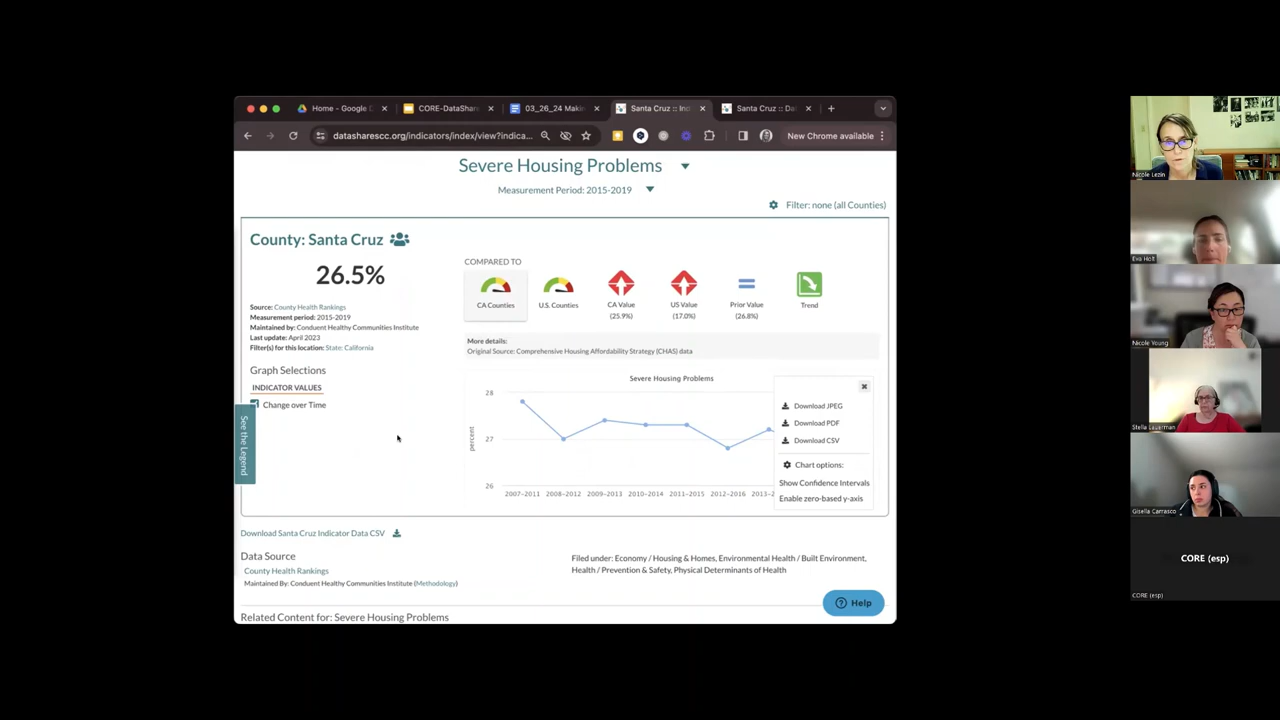 Home - Google D
CORE-DataShare
03_26_24 Makin
Santa Cruz :: Ind
Santa Cruz :: Da
datasharescc.org/indicators/index/view?indica...
New Chrome available
Severe Housing Problems
Measurement Period: 2015-2019
Filter: none (all Counties)
County: Santa Cruz
26.5%
Source: County Health Rankings
Measurement period: 2015-2019
Maintained by: Conduent Healthy Communities Institute
Last update: April 2023
Filter(s) for this location: State: California
Graph Selections
INDICATOR VALUES
Change over Time
See the Legend
COMPARED TO
CA Counties
U.S. Counties
CA Value
(25.9%)
US Value
(17.0%)
Prior Value
(26.8%)
Trend
More details:
Original Source: Comprehensive Housing Affordability Strategy (CHAS) data
Severe Housing Problems
28
27
26
percent
2007-2011 2008-2012 2009-2013 2010-2014 2011-2015 2012-2016 2013-2
Download JPEG
Download PDF
Download CSV
Chart options:
Show Confidence Intervals
Enable zero-based y-axis
Download Santa Cruz Indicator Data CSV
Data Source
County Health Rankings
Maintained By: Conduent Healthy Communities Institute (Methodology)
Filed under: Economy / Housing & Homes, Environmental Health / Built Environment,
Health / Prevention & Safety, Physical Determinants of Health
Help
Related Content for: Severe Housing Problems
Nicole Lezin
Eva Holt
Nicole Young
Stella Lauerman
Gisella Carrasco
CORE (esp)
CORE (esp)